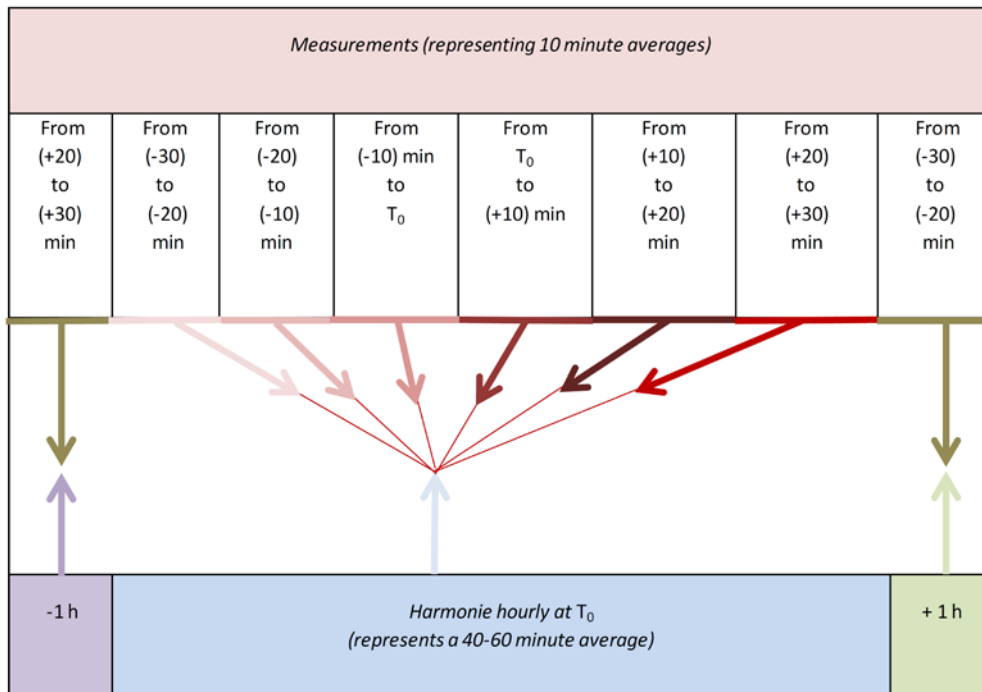 Measurements (representing 10 minute averages)
From
(+20)
to
(+30)
min
From
(-30)
to
(-20)
min
From
(-20)
to
(-10)
min
From
(-10) min
to
T₀
From
T₀
to
(+10) min
From
(+10)
to
(+20)
min
From
(+20)
to
(+30)
min
From
(-30)
to
(-20) min
-1 h
Harmonie hourly at T₀
(represents a 40-60 minute average)
+ 1 h